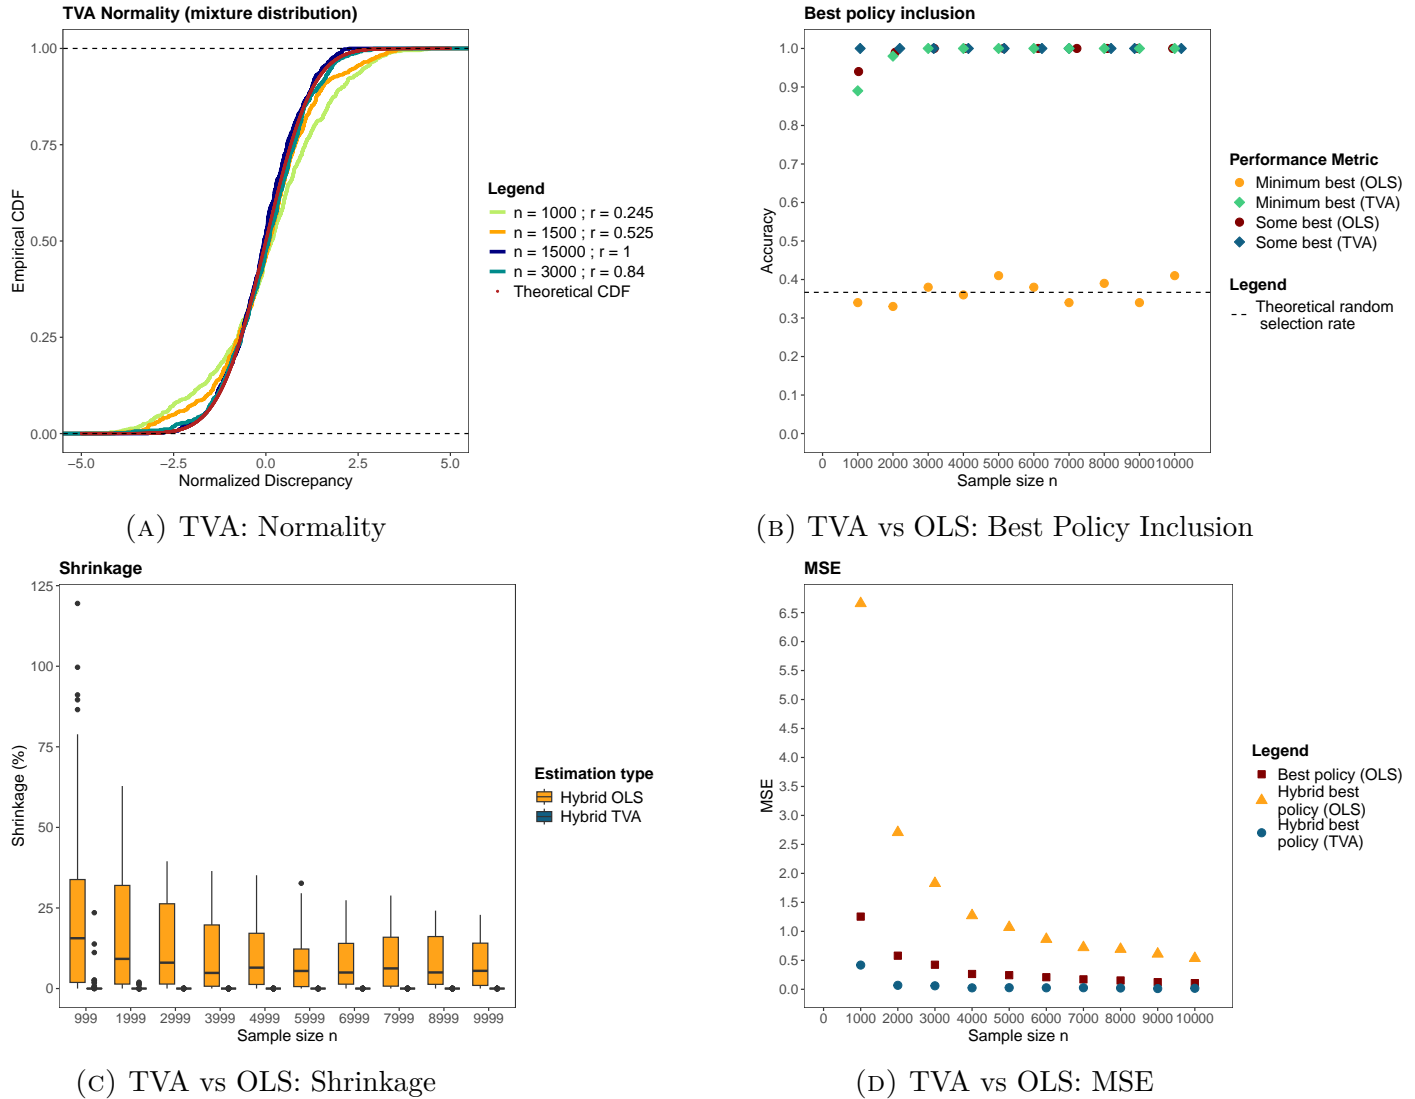 TVA Normality (mixture distribution)
1.00
0.75
0.50
0.25
0.00
Empirical CDF
−5.0 −2.5 0.0 2.5 5.0
Normalized Discrepancy
Legend
n = 1000 ; r = 0.245
n = 1500 ; r = 0.525
n = 15000 ; r = 1
n = 3000 ; r = 0.84
Theoretical CDF
(A) TVA: Normality
Best policy inclusion
1.0
0.9
0.8
0.7
0.6
0.5
0.4
0.3
0.2
0.1
0.0
Accuracy
0 1000 2000 3000 4000 5000 6000 7000 8000 9000 10000
Sample size n
Performance Metric
Minimum best (OLS)
Minimum best (TVA)
Some best (OLS)
Some best (TVA)
Legend
Theoretical random
selection rate
(B) TVA vs OLS: Best Policy Inclusion
Shrinkage
125
100
75
50
25
0
Shrinkage (%)
999 1999 2999 3999 4999 5999 6999 7999 8999 9999
Sample size n
Estimation type
Hybrid OLS
Hybrid TVA
(C) TVA vs OLS: Shrinkage
MSE
6.5
6.0
5.5
5.0
4.5
4.0
3.5
3.0
2.5
2.0
1.5
1.0
0.5
0.0
MSE
0 1000 2000 3000 4000 5000 6000 7000 8000 9000 10000
Sample size n
Legend
Best policy (OLS)
Hybrid best
policy (OLS)
Hybrid best
policy (TVA)
(D) TVA vs OLS: MSE